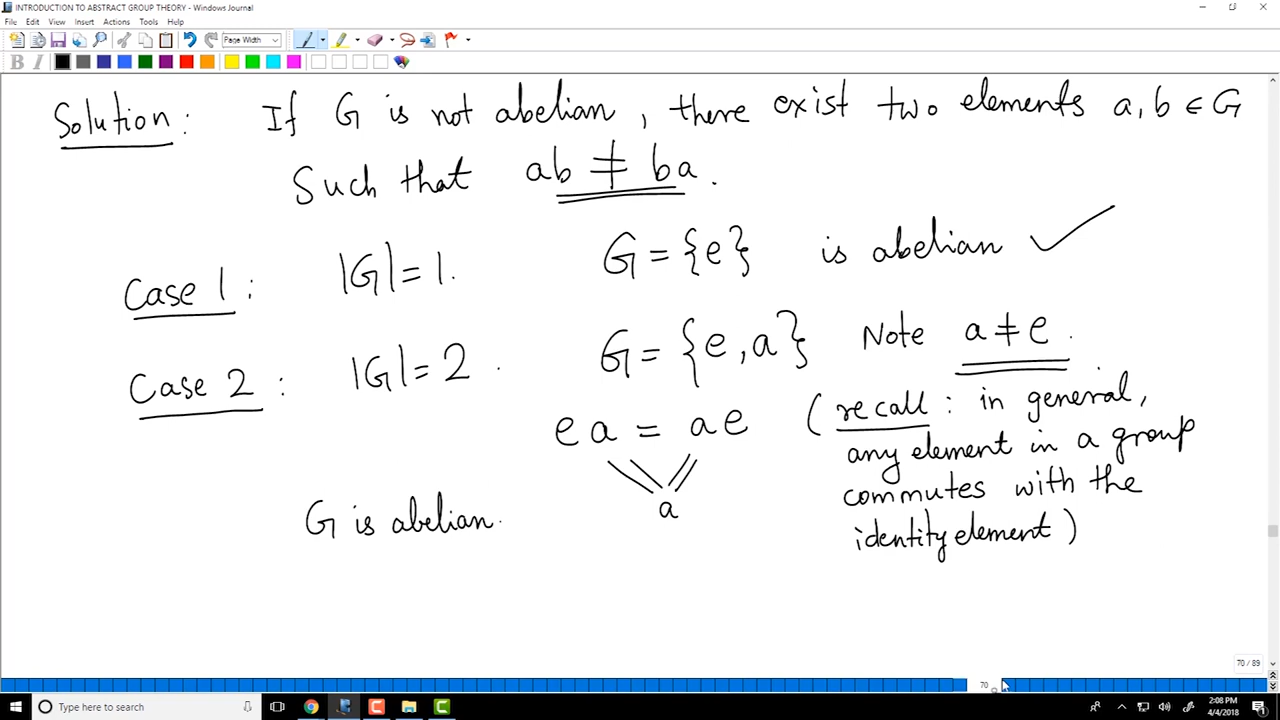 INTRODUCTION TO ABSTRACT GROUP THEORY - Windows Journal
File Edit View Insert Actions Tools Help
Page Width
B I
Solution: If G is not abelian, there exist two elements a, b ∈ G
Such that ab ≠ ba.
Case 1: |G| = 1. G = {e} is abelian ✓
Case 2: |G| = 2. G = {e, a} Note a ≠ e.
ea = ae (recall: in general,
any element in a group
commutes with the
identity element)
a
G is abelian.
70 / 89
70
Type here to search
2:08 PM
4/4/2018